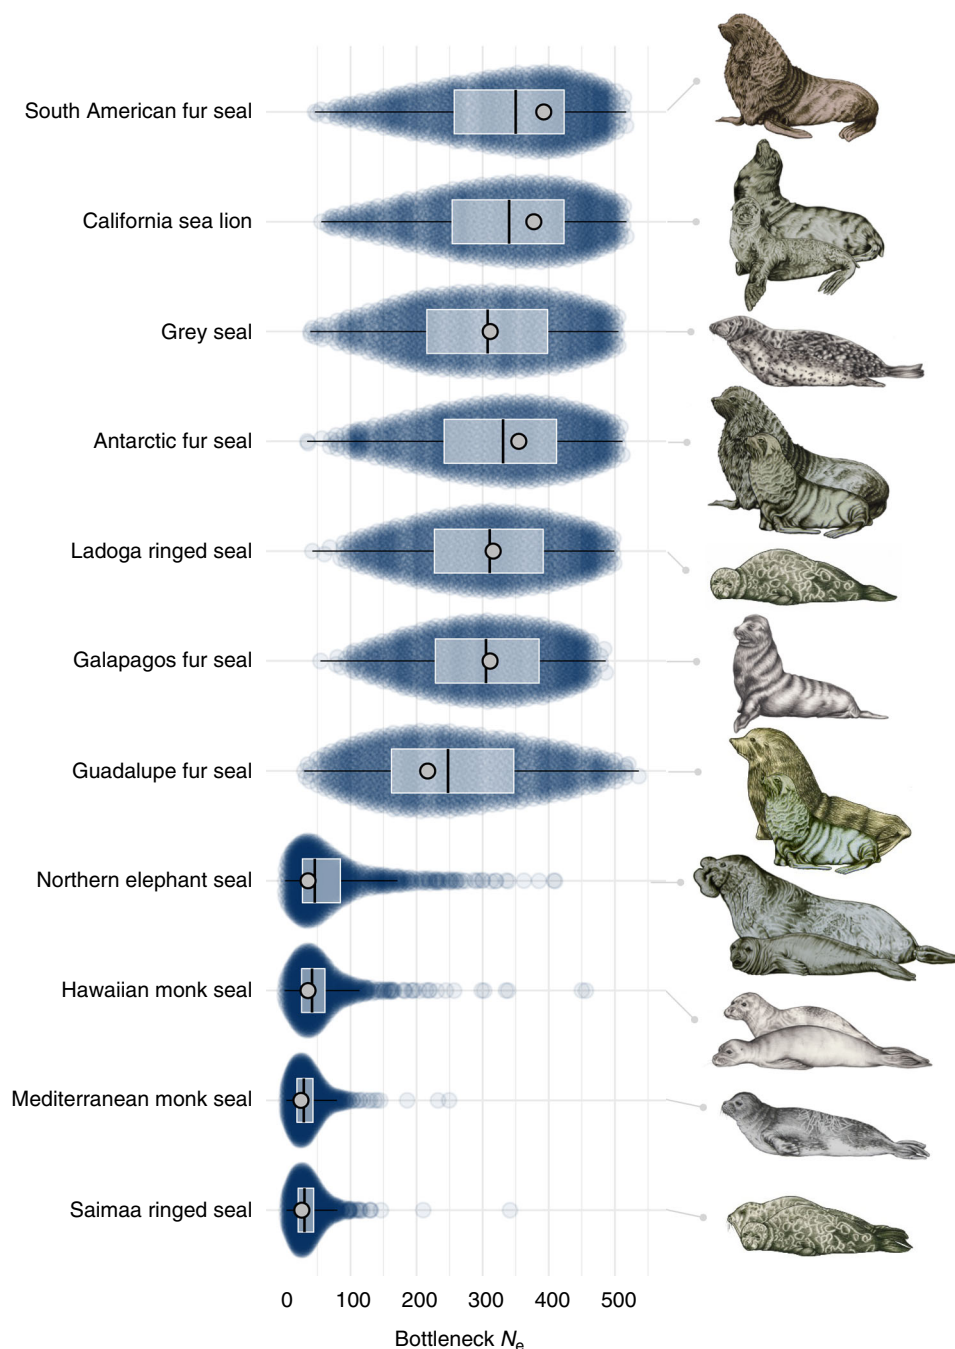 South American fur seal
California sea lion
Grey seal
Antarctic fur seal
Ladoga ringed seal
Galapagos fur seal
Guadalupe fur seal
Northern elephant seal
Hawaiian monk seal
Mediterranean monk seal
Saimaa ringed seal
0 100 200 300 400 500
Bottleneck Ne